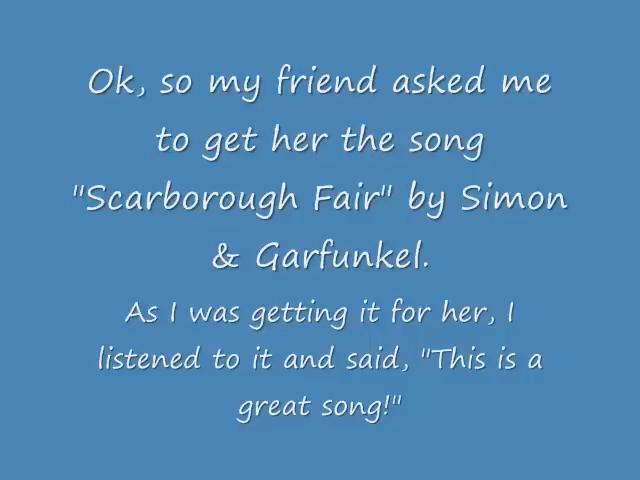 Ok, so my friend asked me
to get her the song
"Scarborough Fair" by Simon
& Garfunkel.
As I was getting it for her, I
listened to it and said, "This is a
great song!"